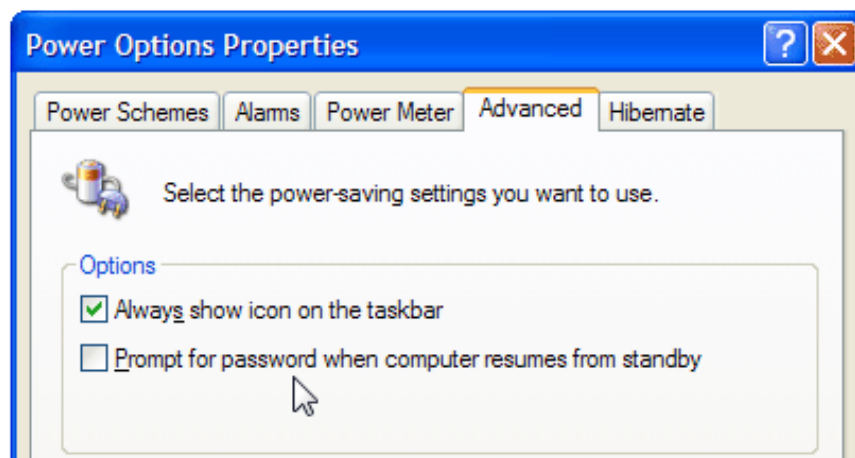 Power Options Properties
Power Schemes Alarms Power Meter Advanced Hibernate
Select the power-saving settings you want to use.
Options
Always show icon on the taskbar
Prompt for password when computer resumes from standby